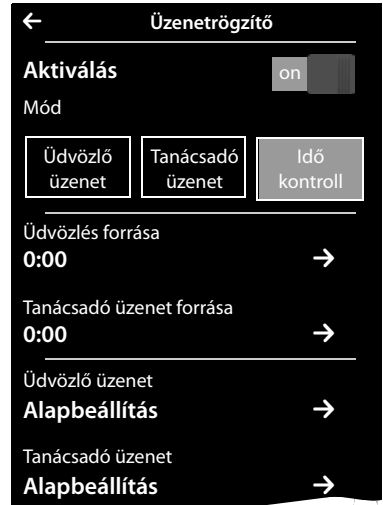 Üzenetrögzítő
Aktiválás
on
Mód
Üdvözlő üzenet
Tanácsadó üzenet
Idő kontroll
Üdvözlés forrása
0:00
Tanácsadó üzenet forrása
0:00
Üdvözlő üzenet
Alapbeállítás
Tanácsadó üzenet
Alapbeállítás